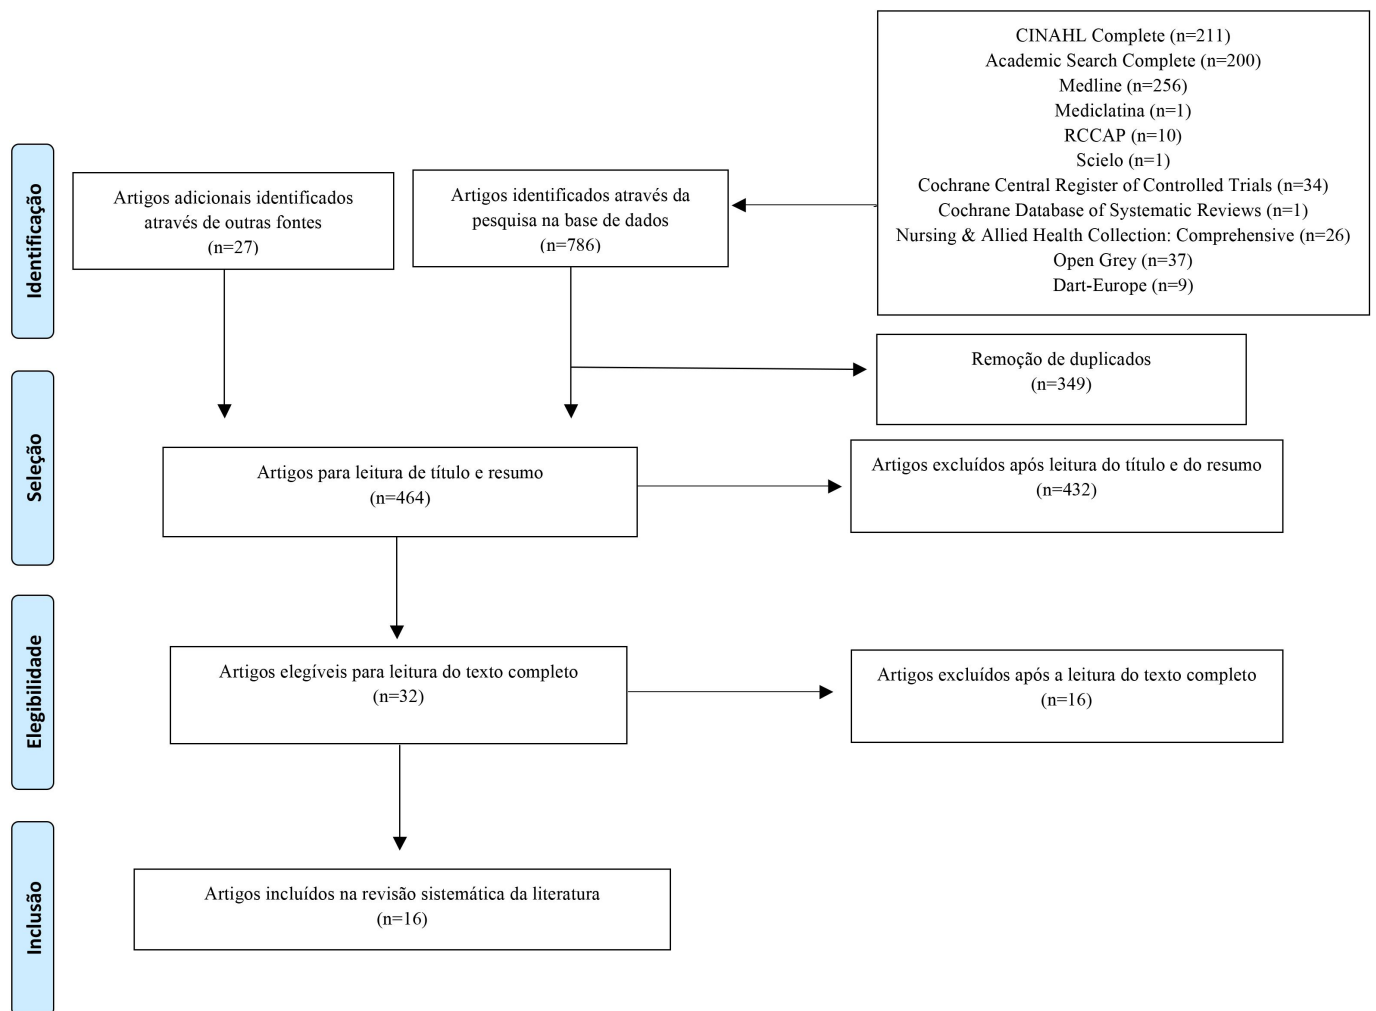 CINAHL Complete (n=211)
Academic Search Complete (n=200)
Medline (n=256)
Mediclatina (n=1)
RCCAP (n=10)
Scielo (n=1)
Cochrane Central Register of Controlled Trials (n=34)
Cochrane Database of Systematic Reviews (n=1)
Nursing & Allied Health Collection: Comprehensive (n=26)
Open Grey (n=37)
Dart-Europe (n=9)
Identificação
Artigos adicionais identificados
através de outras fontes
(n=27)
Artigos identificados através da
pesquisa na base de dados
(n=786)
Remoção de duplicados
(n=349)
Seleção
Artigos para leitura de título e resumo
(n=464)
Artigos excluídos após leitura do título e do resumo
(n=432)
Elegibilidade
Artigos elegíveis para leitura do texto completo
(n=32)
Artigos excluídos após a leitura do texto completo
(n=16)
Inclusão
Artigos incluídos na revisão sistemática da literatura
(n=16)